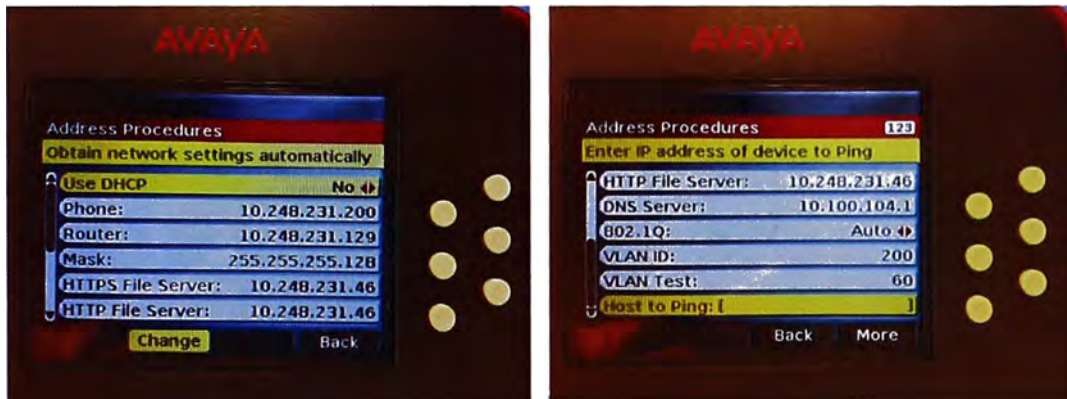 AVAYA
Address Procedures
Obtain network settings automatically
Use DHCP No
Phone: 10.248.231.200
Router: 10.248.231.129
Mask: 255.255.255.128
HTTPS File Server: 10.248.231.46
HTTP File Server: 10.248.231.46
Change Back
AVAYA
Address Procedures 123
Enter IP address of device to Ping
HTTP File Server: 10.248.231.46
DNS Server: 10.100.104.1
802.1Q: Auto
VLAN ID: 200
VLAN Test: 60
Host to Ping: [ ]
Back More